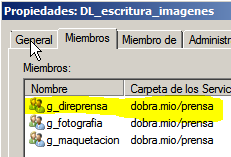 Propiedades: DL_escritura_imagenes
General Miembros Miembro de Administr
Miembros:
Nombre Carpeta de los Servic
g_direprensa dobra.mio/prensa
g_fotografia dobra.mio/prensa
g_maquetacion dobra.mio/prensa